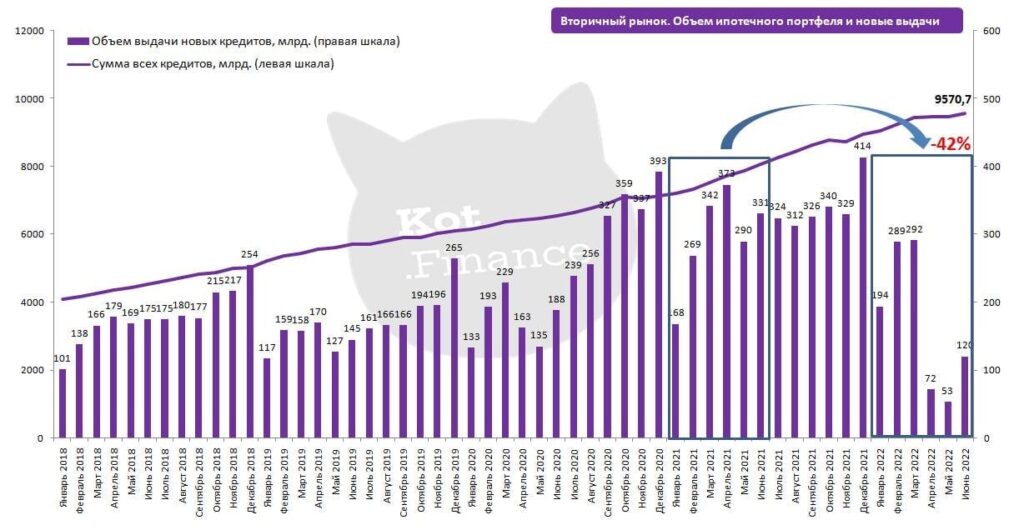 Вторичный рынок. Объем ипотечного портфеля и новые выдачи
Объем выдачи новых кредитов, млрд. (правая шкала)
Сумма всех кредитов, млрд. (левая шкала)
12000
10000
8000
6000
4000
2000
0
600
500
400
300
200
100
0
9570,7
-42%
Kot
.Finance
101
138
166
179
169
175
175
180
177
215
217
254
117
159
158
170
127
145
161
166
166
194
196
265
133
193
229
163
135
188
239
256
327
359
337
393
168
269
342
373
290
331
324
312
326
340
329
414
194
289
292
72
53
120
Январь 2018
Февраль 2018
Март 2018
Апрель 2018
Май 2018
Июнь 2018
Июль 2018
Август 2018
Сентябрь 2018
Октябрь 2018
Ноябрь 2018
Декабрь 2018
Январь 2019
Февраль 2019
Март 2019
Апрель 2019
Май 2019
Июнь 2019
Июль 2019
Август 2019
Сентябрь 2019
Октябрь 2019
Ноябрь 2019
Декабрь 2019
Январь 2020
Февраль 2020
Март 2020
Апрель 2020
Май 2020
Июнь 2020
Июль 2020
Август 2020
Сентябрь 2020
Октябрь 2020
Ноябрь 2020
Декабрь 2020
Январь 2021
Февраль 2021
Март 2021
Апрель 2021
Май 2021
Июнь 2021
Июль 2021
Август 2021
Сентябрь 2021
Октябрь 2021
Ноябрь 2021
Декабрь 2021
Январь 2022
Февраль 2022
Март 2022
Апрель 2022
Май 2022
Июнь 2022